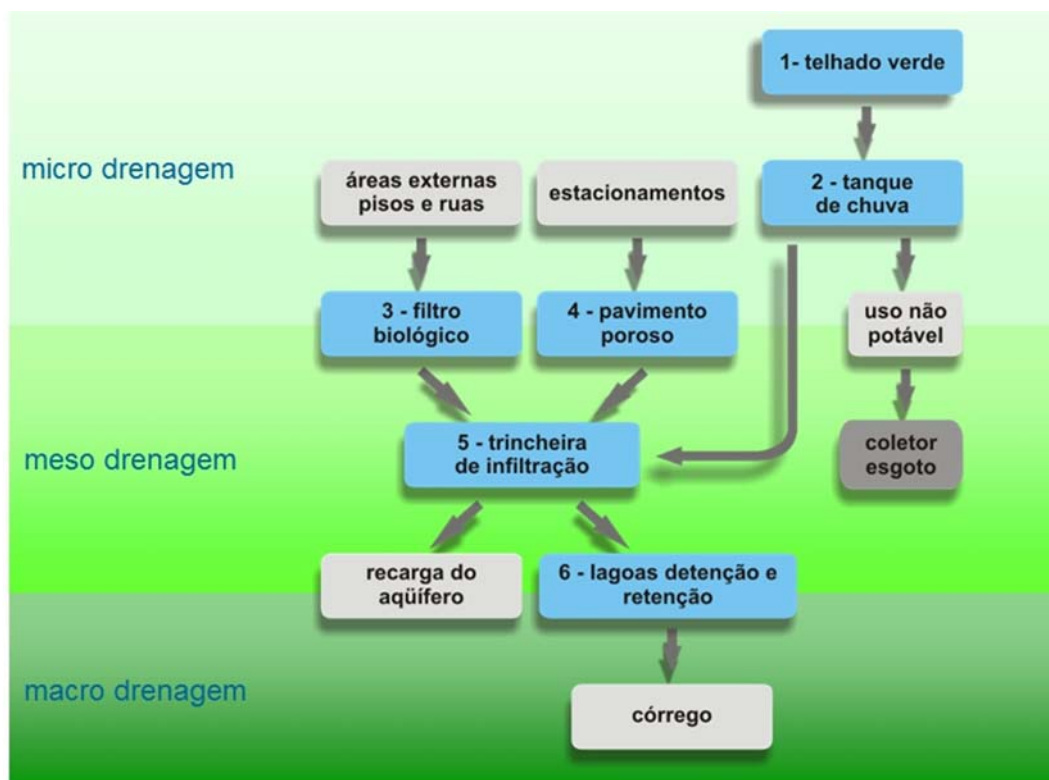 1- telhado verde
micro drenagem
áreas externas
pisos e ruas
estacionamentos
2 - tanque
de chuva
3 - filtro
biológico
4 - pavimento
poroso
uso não
potável
meso drenagem
5 - trincheira
de infiltração
coletor
esgoto
recarga do
aqüífero
6 - lagoas detenção e
retenção
macro drenagem
córrego